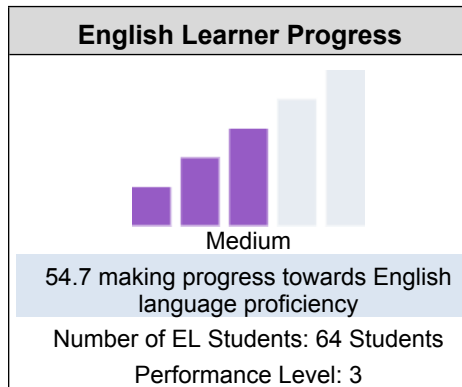 English Learner Progress
Medium
54.7 making progress towards English
language proficiency
Number of EL Students: 64 Students
Performance Level: 3